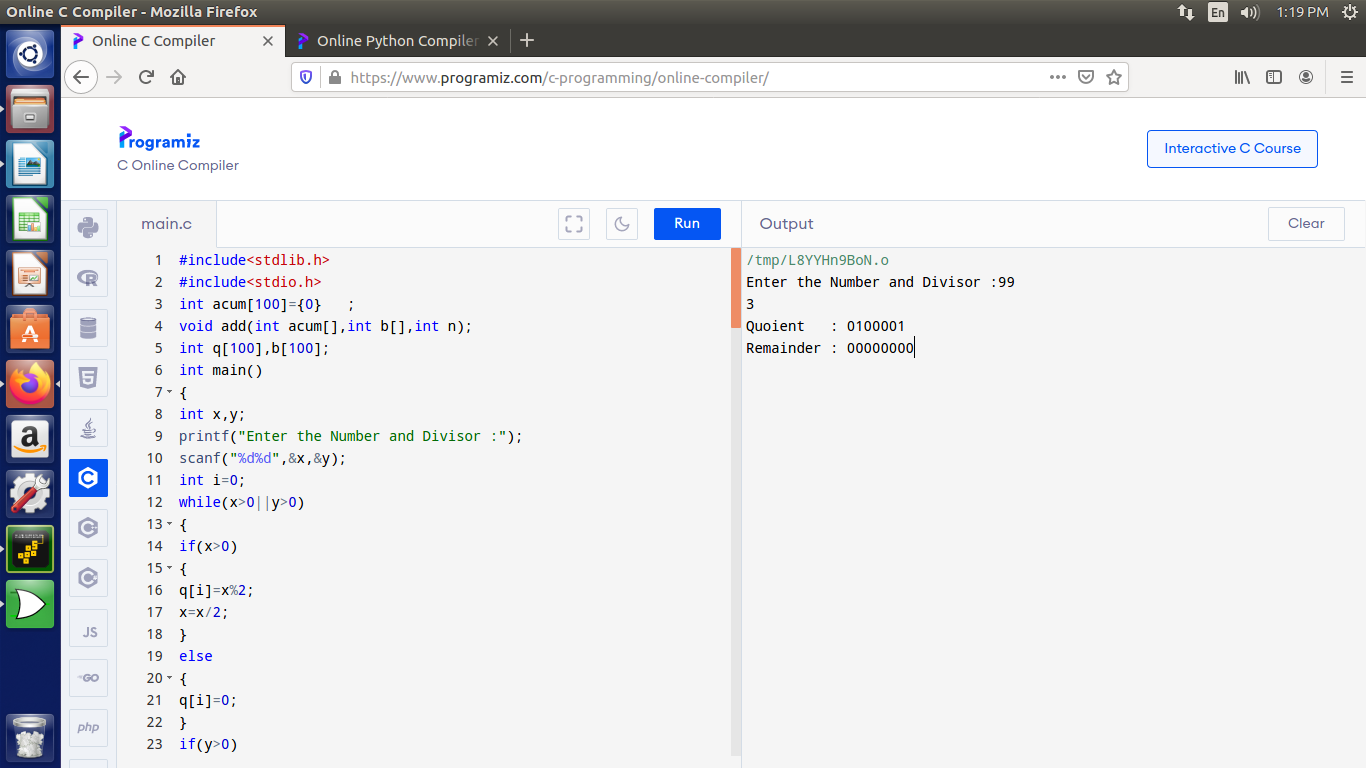 Online C Compiler - Mozilla Firefox
En
1:19 PM
Online C Compiler
Online Python Compiler
https://www.programiz.com/c-programming/online-compiler/
Programiz
C Online Compiler
Interactive C Course
main.c
Run
Output
Clear
1 #include<stdlib.h>
2 #include<stdio.h>
3 int acum[100]={0}   ;
4 void add(int acum[],int b[],int n);
5 int q[100],b[100];
6 int main()
7 {
8 int x,y;
9 printf("Enter the Number and Divisor :");
10 scanf("%d%d",&x,&y);
11 int i=0;
12 while(x>0||y>0)
13 {
14 if(x>0)
15 {
16 q[i]=x%2;
17 x=x/2;
18 }
19 else
20 {
21 q[i]=0;
22 }
23 if(y>0)
/tmp/L8YYHn9BoN.o
Enter the Number and Divisor :99
3
Quoient   : 0100001
Remainder : 00000000
a
R
5
C
C
C
JS
GO
php